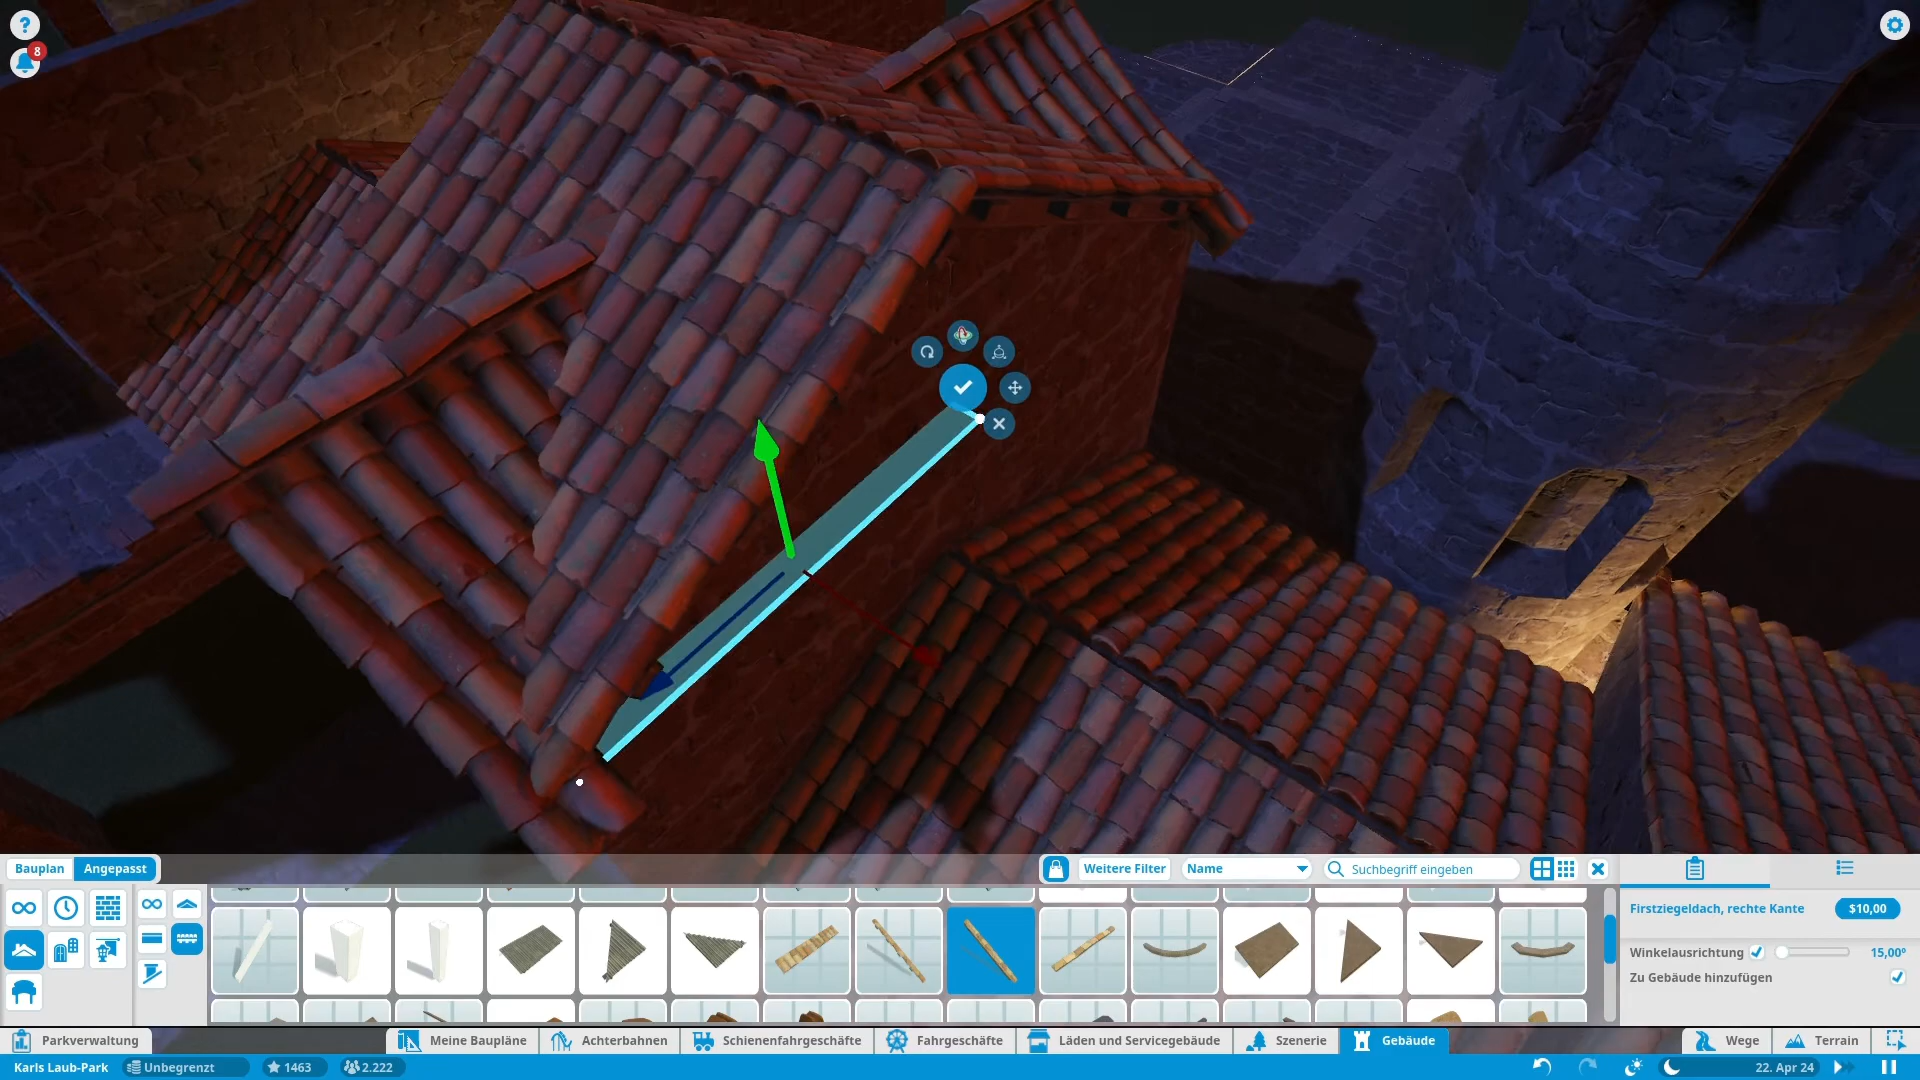 ?
8
Bauplan
Angepasst
Weitere Filter
Name
Suchbegriff eingeben
Firstziegeldach, rechte Kante
$10,00
Winkelausrichtung
15,00°
Zu Gebäude hinzufügen
Parkverwaltung
Meine Baupläne
Achterbahnen
Schienenfahrgeschäfte
Fahrgeschäfte
Läden und Servicegebäude
Szenerie
Gebäude
Wege
Terrain
Karls Laub-Park
Unbegrenzt
1463
2.222
22. Apr 24